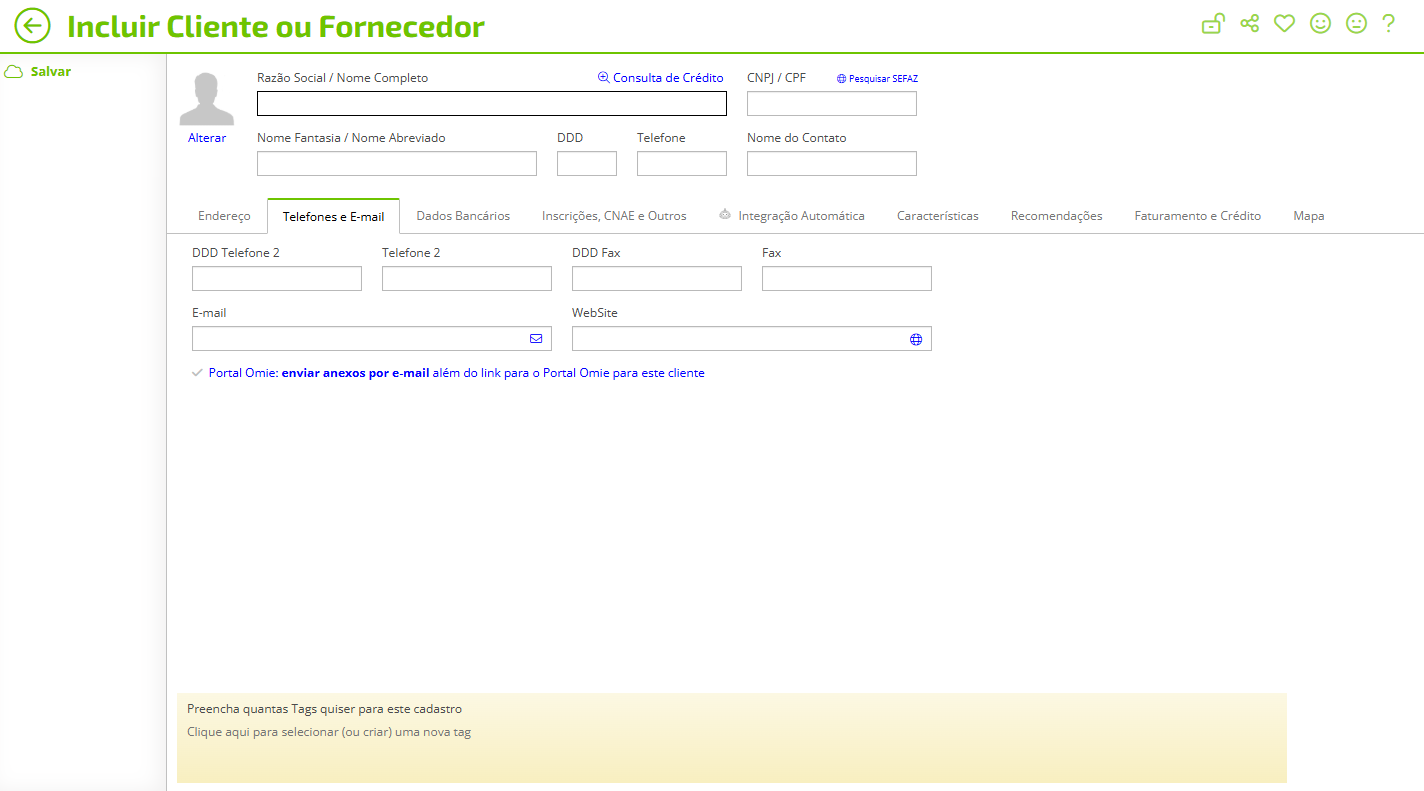 Incluir Cliente ou Fornecedor
Salvar
Razão Social / Nome Completo
Consulta de Crédito
CNPJ / CPF
Pesquisar SEFAZ
Alterar
Nome Fantasia / Nome Abreviado
DDD
Telefone
Nome do Contato
Endereço
Telefones e E-mail
Dados Bancários
Inscrições, CNAE e Outros
Integração Automática
Características
Recomendações
Faturamento e Crédito
Mapa
DDD Telefone 2
Telefone 2
DDD Fax
Fax
E-mail
WebSite
Portal Omie: enviar anexos por e-mail além do link para o Portal Omie para este cliente
Preencha quantas Tags quiser para este cadastro
Clique aqui para selecionar (ou criar) uma nova tag